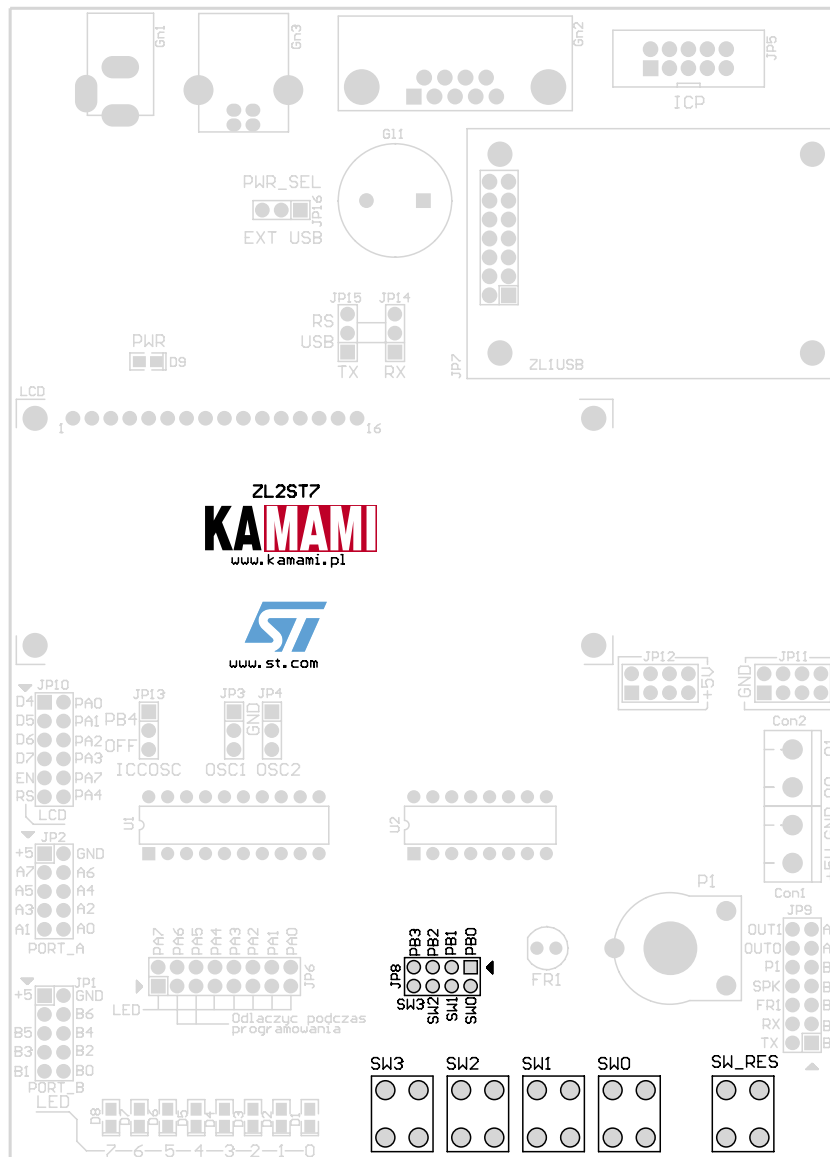 Gn1
Gn3
Gn2
JP5
ICP
G11
PWR_SEL
JP16
EXT USB
JP15 JP14
RS
USB
TX RX
JP7
ZL1USB
PWR
D9
LCD
1 16
ZL2ST7
KAMAMI
www.kamami.pl
ST
www.st.com
JP12 JP11
+5V GND
JP10
D4 PA0
D5 PA1
D6 PA2
D7 PA3
EN PA7
RS PA4
LCD
JP13
PB4
OFF
ICCOSC
JP3 JP4
GND
OSC1 OSC2
Con2
Con1
U1
U2
JP2
+5 GND
A7 A6
A5 A4
A3 A2
A1 A0
PORT_A
P1
PA7 PA6 PA5 PA4 PA3 PA2 PA1 PA0
JP6
LED
Odlaczyc podczas
programowania
PB3 PB2 PB1 PB0
JP8
SW3 SW2 SW1 SW0
FR1
JP9
OUT1
OUT0
P1
SPK
FR1
RX
TX
JP1
+5 GND
B6
B5 B4
B3 B2
B1 B0
PORT_B
LED
SW3 SW2 SW1 SW0 SW_RES
D8 D7 D6 D5 D4 D3 D2 D1
7 6 5 4 3 2 1 0